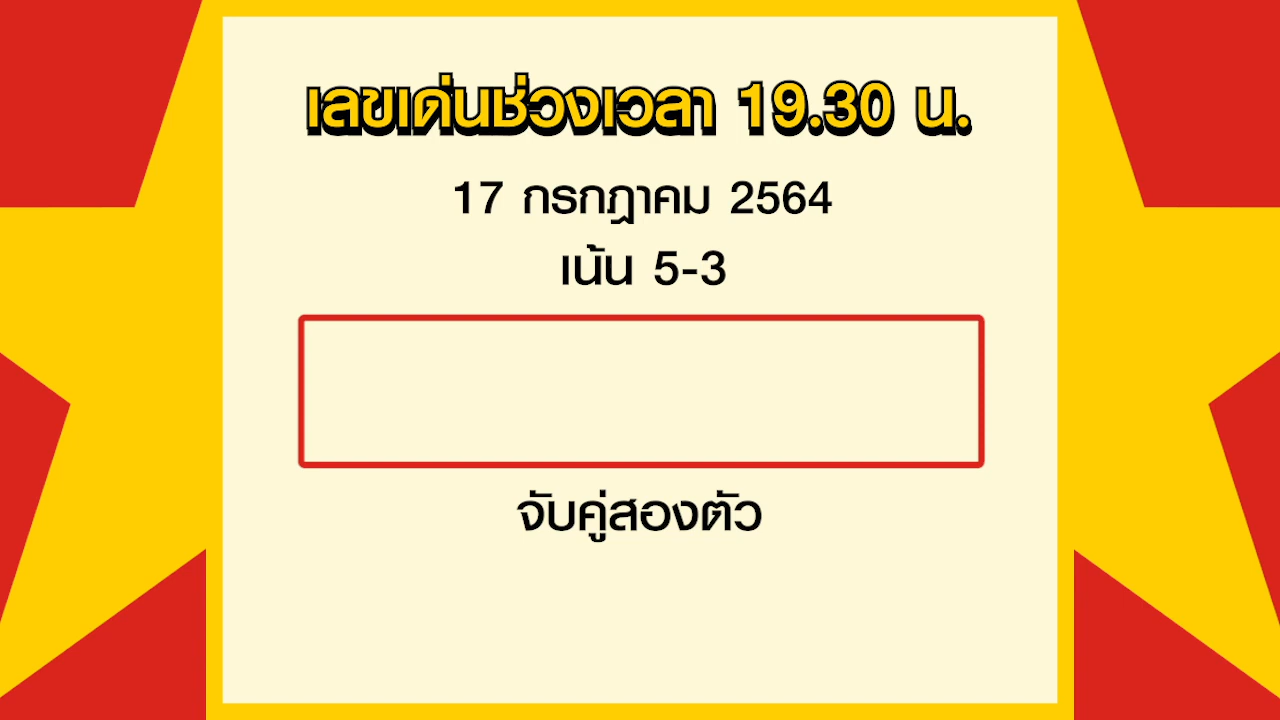 เลขเด่นช่วงเวลา 19.30 น.
17 กรกฎาคม 2564
เน้น 5-3
จับคู่สองตัว